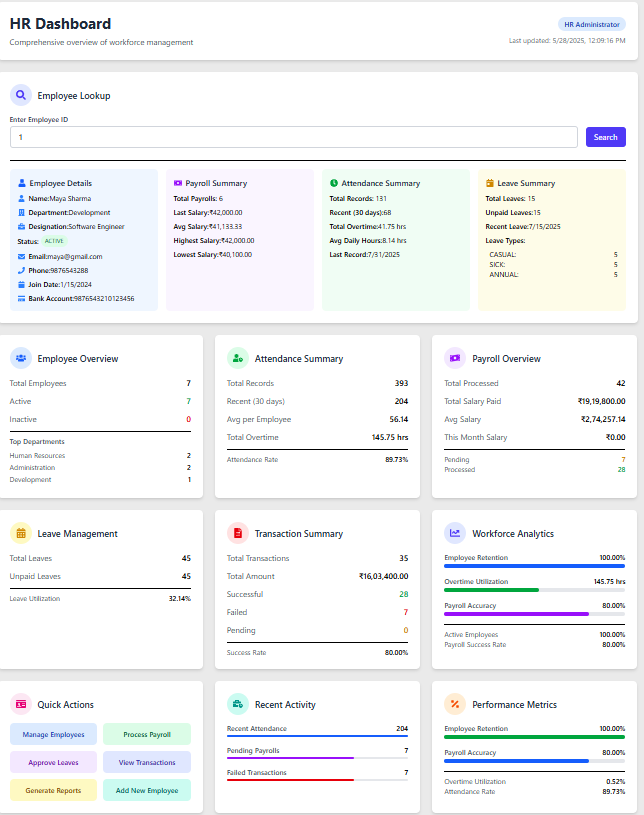 HR Dashboard
HR Administrator
Comprehensive overview of workforce management
Last updated: 5/28/2025, 12:09:16 PM
Employee Lookup
Enter Employee ID
1
Search
Employee Details
Name:Maya Sharma
Department:Development
Designation:Software Engineer
Status: ACTIVE
Email:maya@gmail.com
Phone:9876543288
Join Date:1/15/2024
Bank Account:9876543210123456
Payroll Summary
Total Payrolls: 6
Last Salary:₹42,000.00
Avg Salary:₹41,133.33
Highest Salary:₹42,000.00
Lowest Salary:₹40,100.00
Attendance Summary
Total Records: 131
Recent (30 days):68
Total Overtime:41.75 hrs
Avg Daily Hours:8.14 hrs
Last Record:7/31/2025
Leave Summary
Total Leaves: 15
Unpaid Leaves:15
Recent Leave:7/15/2025
Leave Types:
CASUAL: 5
SICK: 5
ANNUAL: 5
Employee Overview
Total Employees 7
Active 7
Inactive 0
Top Departments
Human Resources 2
Administration 2
Development 1
Attendance Summary
Total Records 393
Recent (30 days) 204
Avg per Employee 56.14
Total Overtime 145.75 hrs
Attendance Rate 89.73%
Payroll Overview
Total Processed 42
Total Salary Paid ₹19,19,800.00
Avg Salary ₹2,74,257.14
This Month Salary ₹0.00
Pending 7
Processed 28
Leave Management
Total Leaves 45
Unpaid Leaves 45
Leave Utilization 32.14%
Transaction Summary
Total Transactions 35
Total Amount ₹16,03,400.00
Successful 28
Failed 7
Pending 0
Success Rate 80.00%
Workforce Analytics
Employee Retention 100.00%
Overtime Utilization 145.75 hrs
Payroll Accuracy 80.00%
Active Employees 100.00%
Payroll Success Rate 80.00%
Quick Actions
Manage Employees
Process Payroll
Approve Leaves
View Transactions
Generate Reports
Add New Employee
Recent Activity
Recent Attendance 204
Pending Payrolls 7
Failed Transactions 7
Performance Metrics
Employee Retention 100.00%
Payroll Accuracy 80.00%
Overtime Utilization 0.52%
Attendance Rate 89.73%